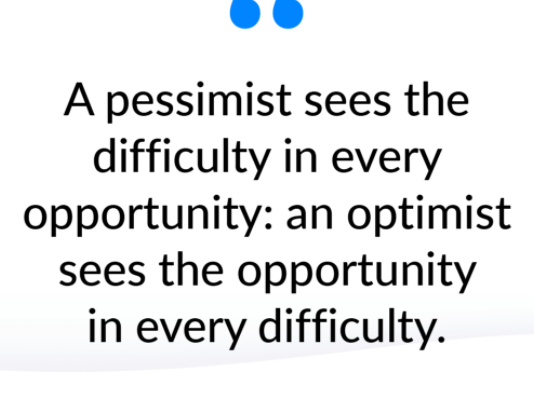 A pessimist sees the
difficulty in every
opportunity: an optimist
sees the opportunity
in every difficulty.